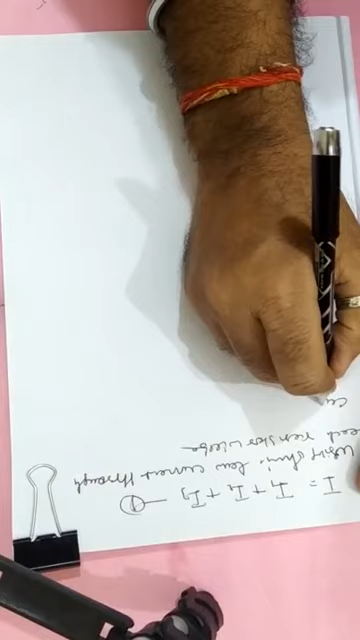 I = I₁ + I₂ + I₃ — ①
Using ohm's law current through
each resistor will be